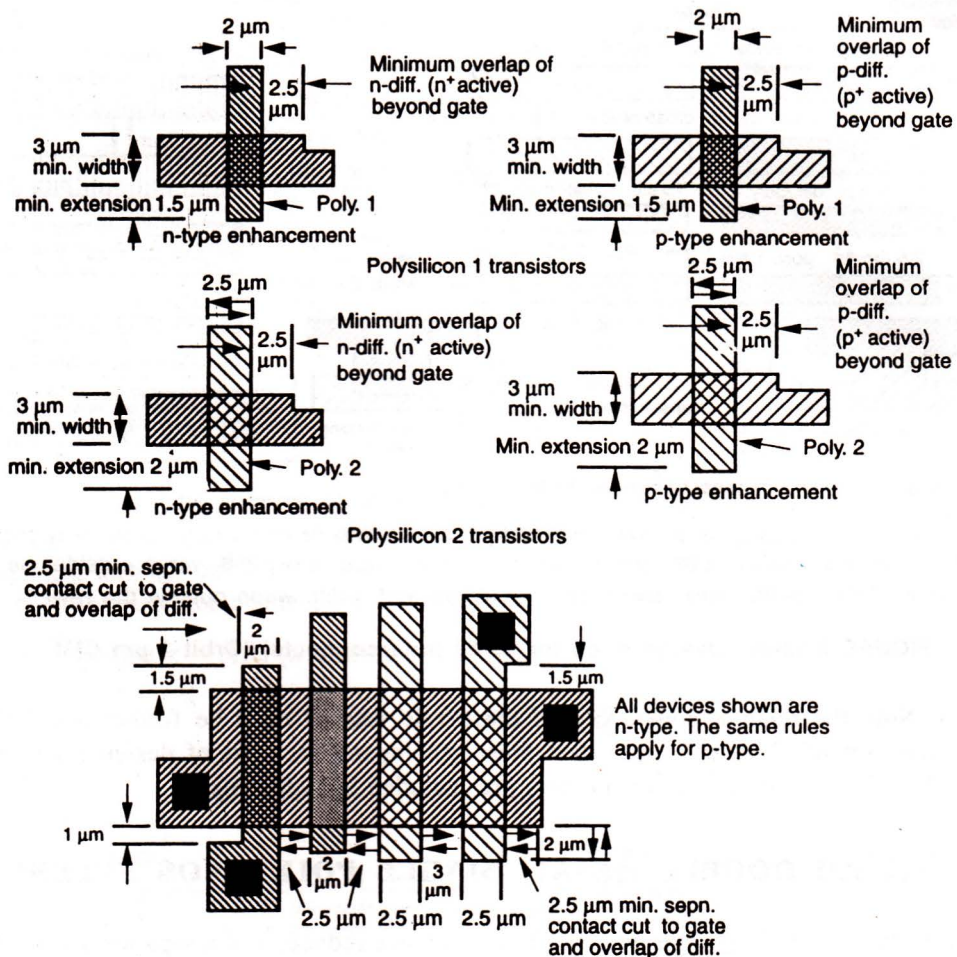 2 μm
Minimum overlap of
n-diff. (n+ active)
beyond gate
2.5
μm
3 μm
min. width
min. extension 1.5 μm
Poly. 1
n-type enhancement
2 μm
Minimum
overlap of
p-diff.
(p+ active)
beyond gate
2.5
μm
3 μm
min. width
Min. extension 1.5 μm
Poly. 1
p-type enhancement
Polysilicon 1 transistors
2.5 μm
Minimum overlap of
n-diff. (n+ active)
beyond gate
2.5
μm
3 μm
min. width
min. extension 2 μm
Poly. 2
n-type enhancement
2.5 μm
Minimum
overlap of
p-diff.
(p+ active)
beyond gate
2.5
μm
3 μm
min. width
Min. extension 2 μm
Poly. 2
p-type enhancement
Polysilicon 2 transistors
2.5 μm min. sepn.
contact cut to gate
and overlap of diff.
2
μm
1.5 μm
1.5 μm
All devices shown are
n-type. The same rules
apply for p-type.
1 μm
2 μm
2
μm
3
μm
2.5 μm
2.5 μm
2.5 μm
2.5 μm min. sepn.
contact cut to gate
and overlap of diff.